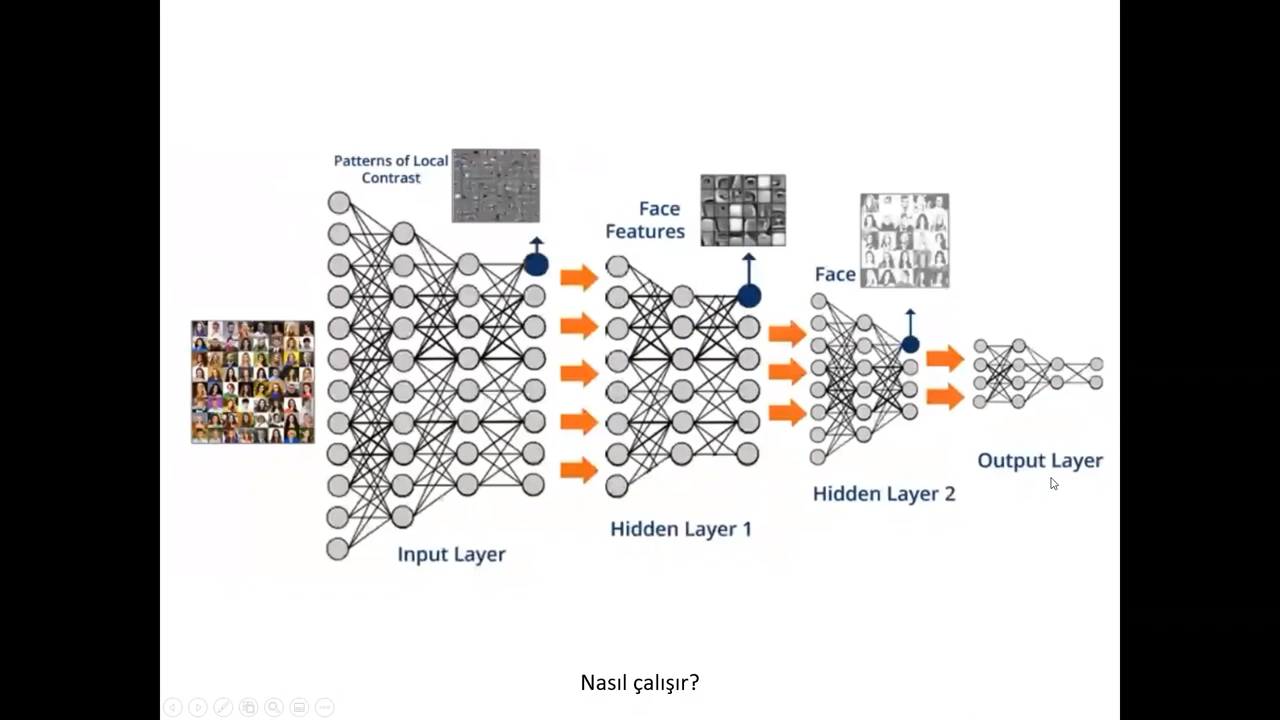 Patterns of Local
Contrast
Face
Features
Face
Input Layer
Hidden Layer 1
Hidden Layer 2
Output Layer
Nasıl çalışır?